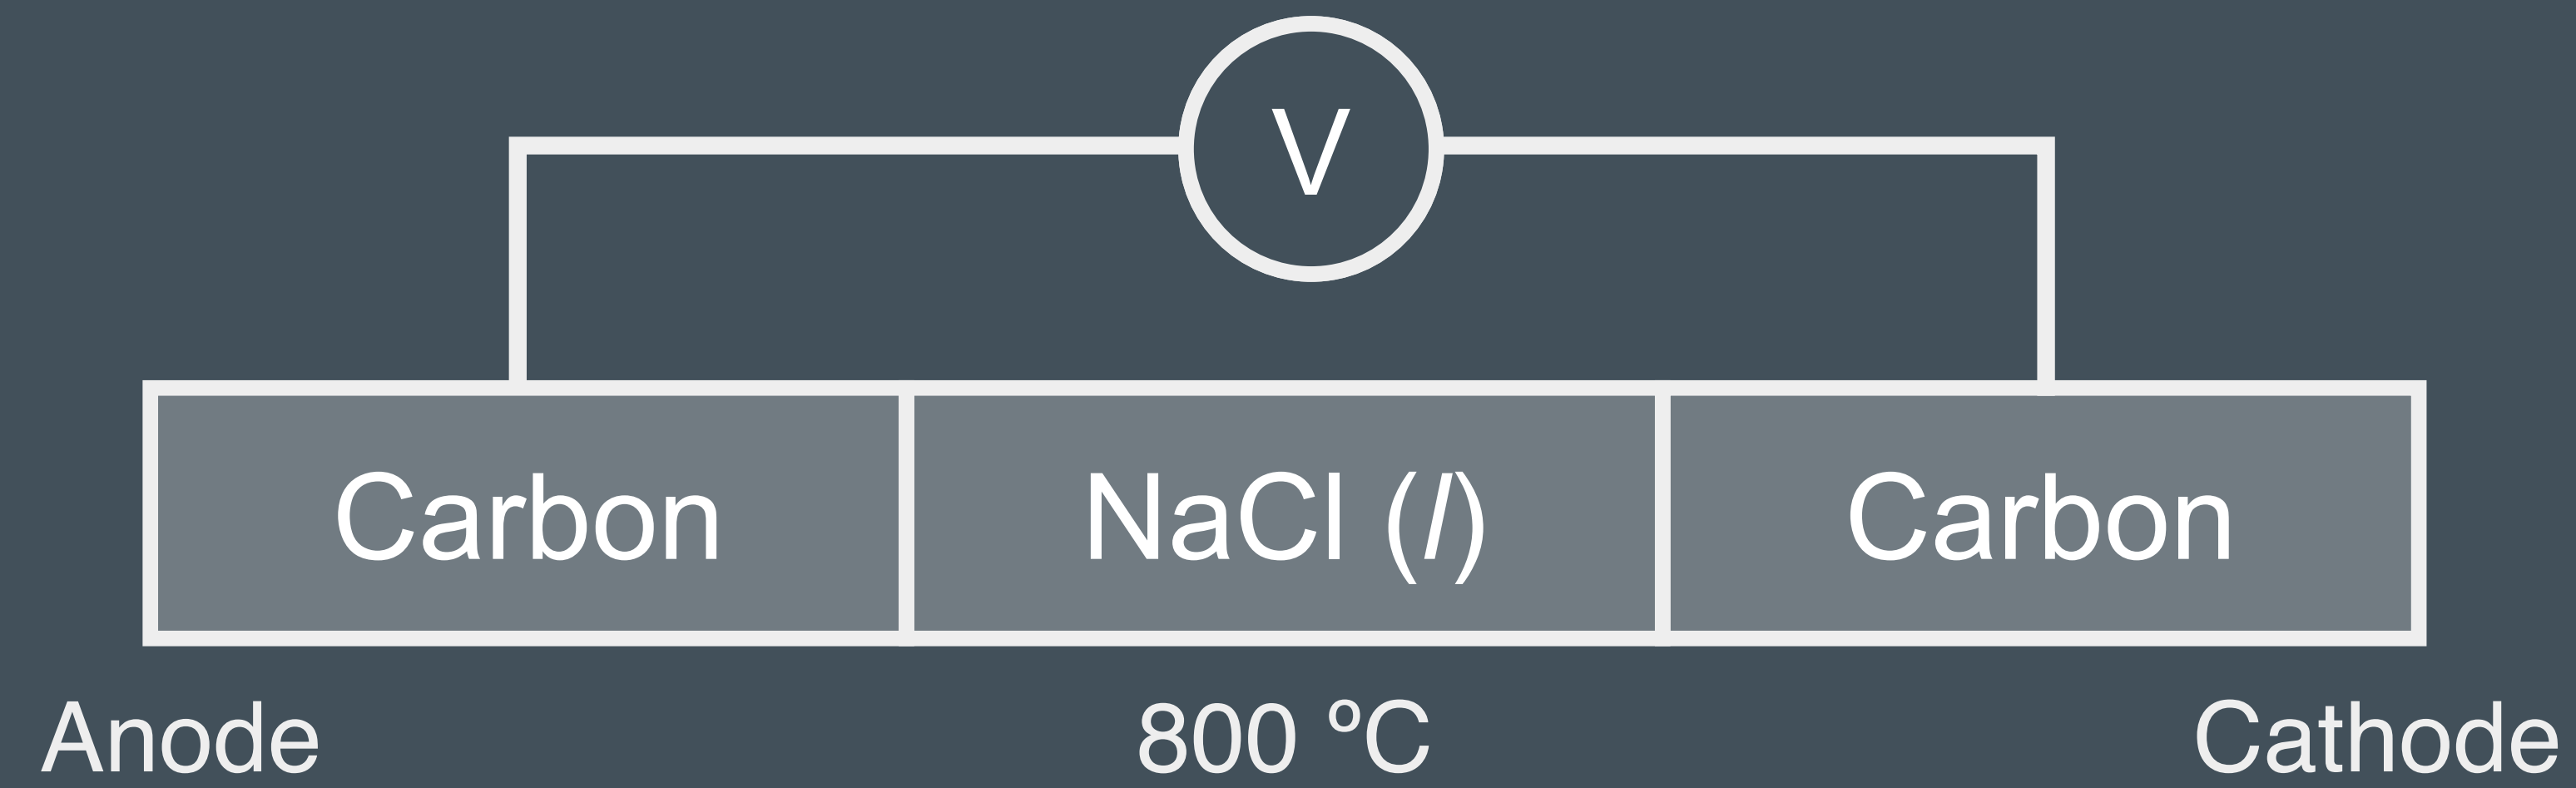 V
Carbon NaCl (l) Carbon
Anode 800 ºC Cathode